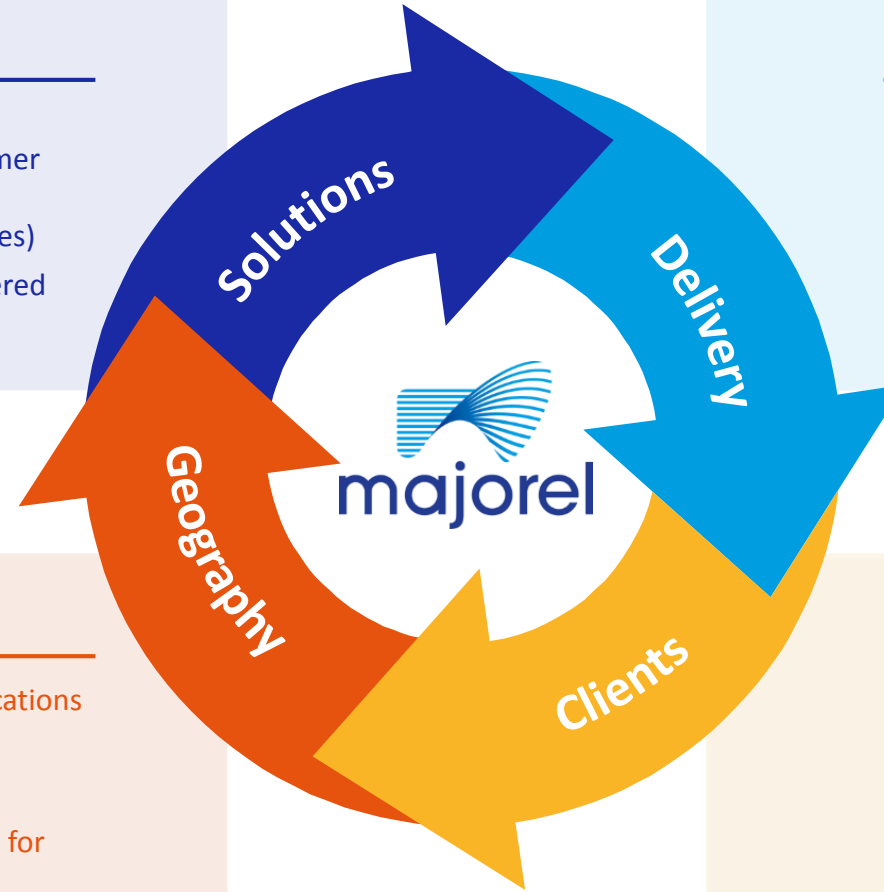 mer
es)
ered
Solutions
Delivery
majorel
Geography
Clients
cations
for